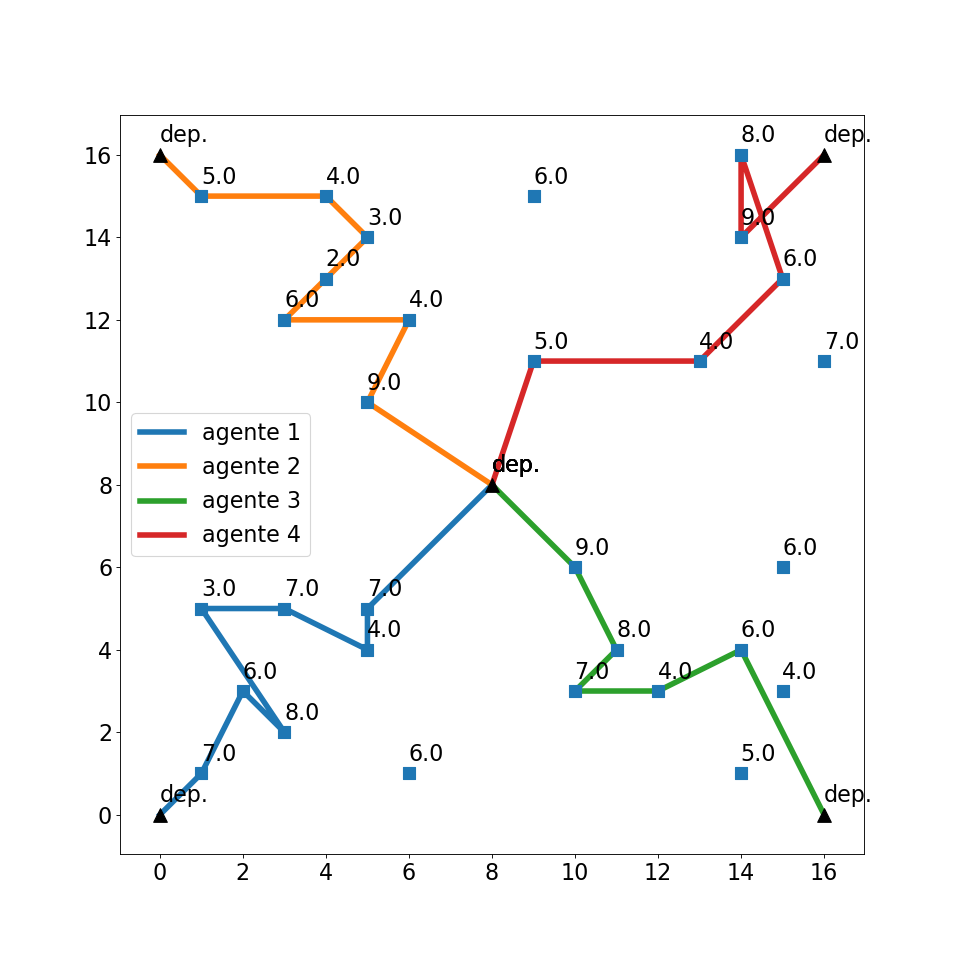 dep. 8.0 dep.
16
5.0 4.0 6.0
3.0 9.0
14
2.0 6.0
6.0 4.0
12
5.0 4.0 7.0
9.0
10
agente 1
agente 2
agente 3
agente 4
dep.
8
9.0 6.0
6
3.0 7.0 7.0
4.0 8.0 6.0
4
6.0 7.0 4.0 4.0
8.0
2
7.0 6.0 5.0
dep. dep.
0
0 2 4 6 8 10 12 14 16